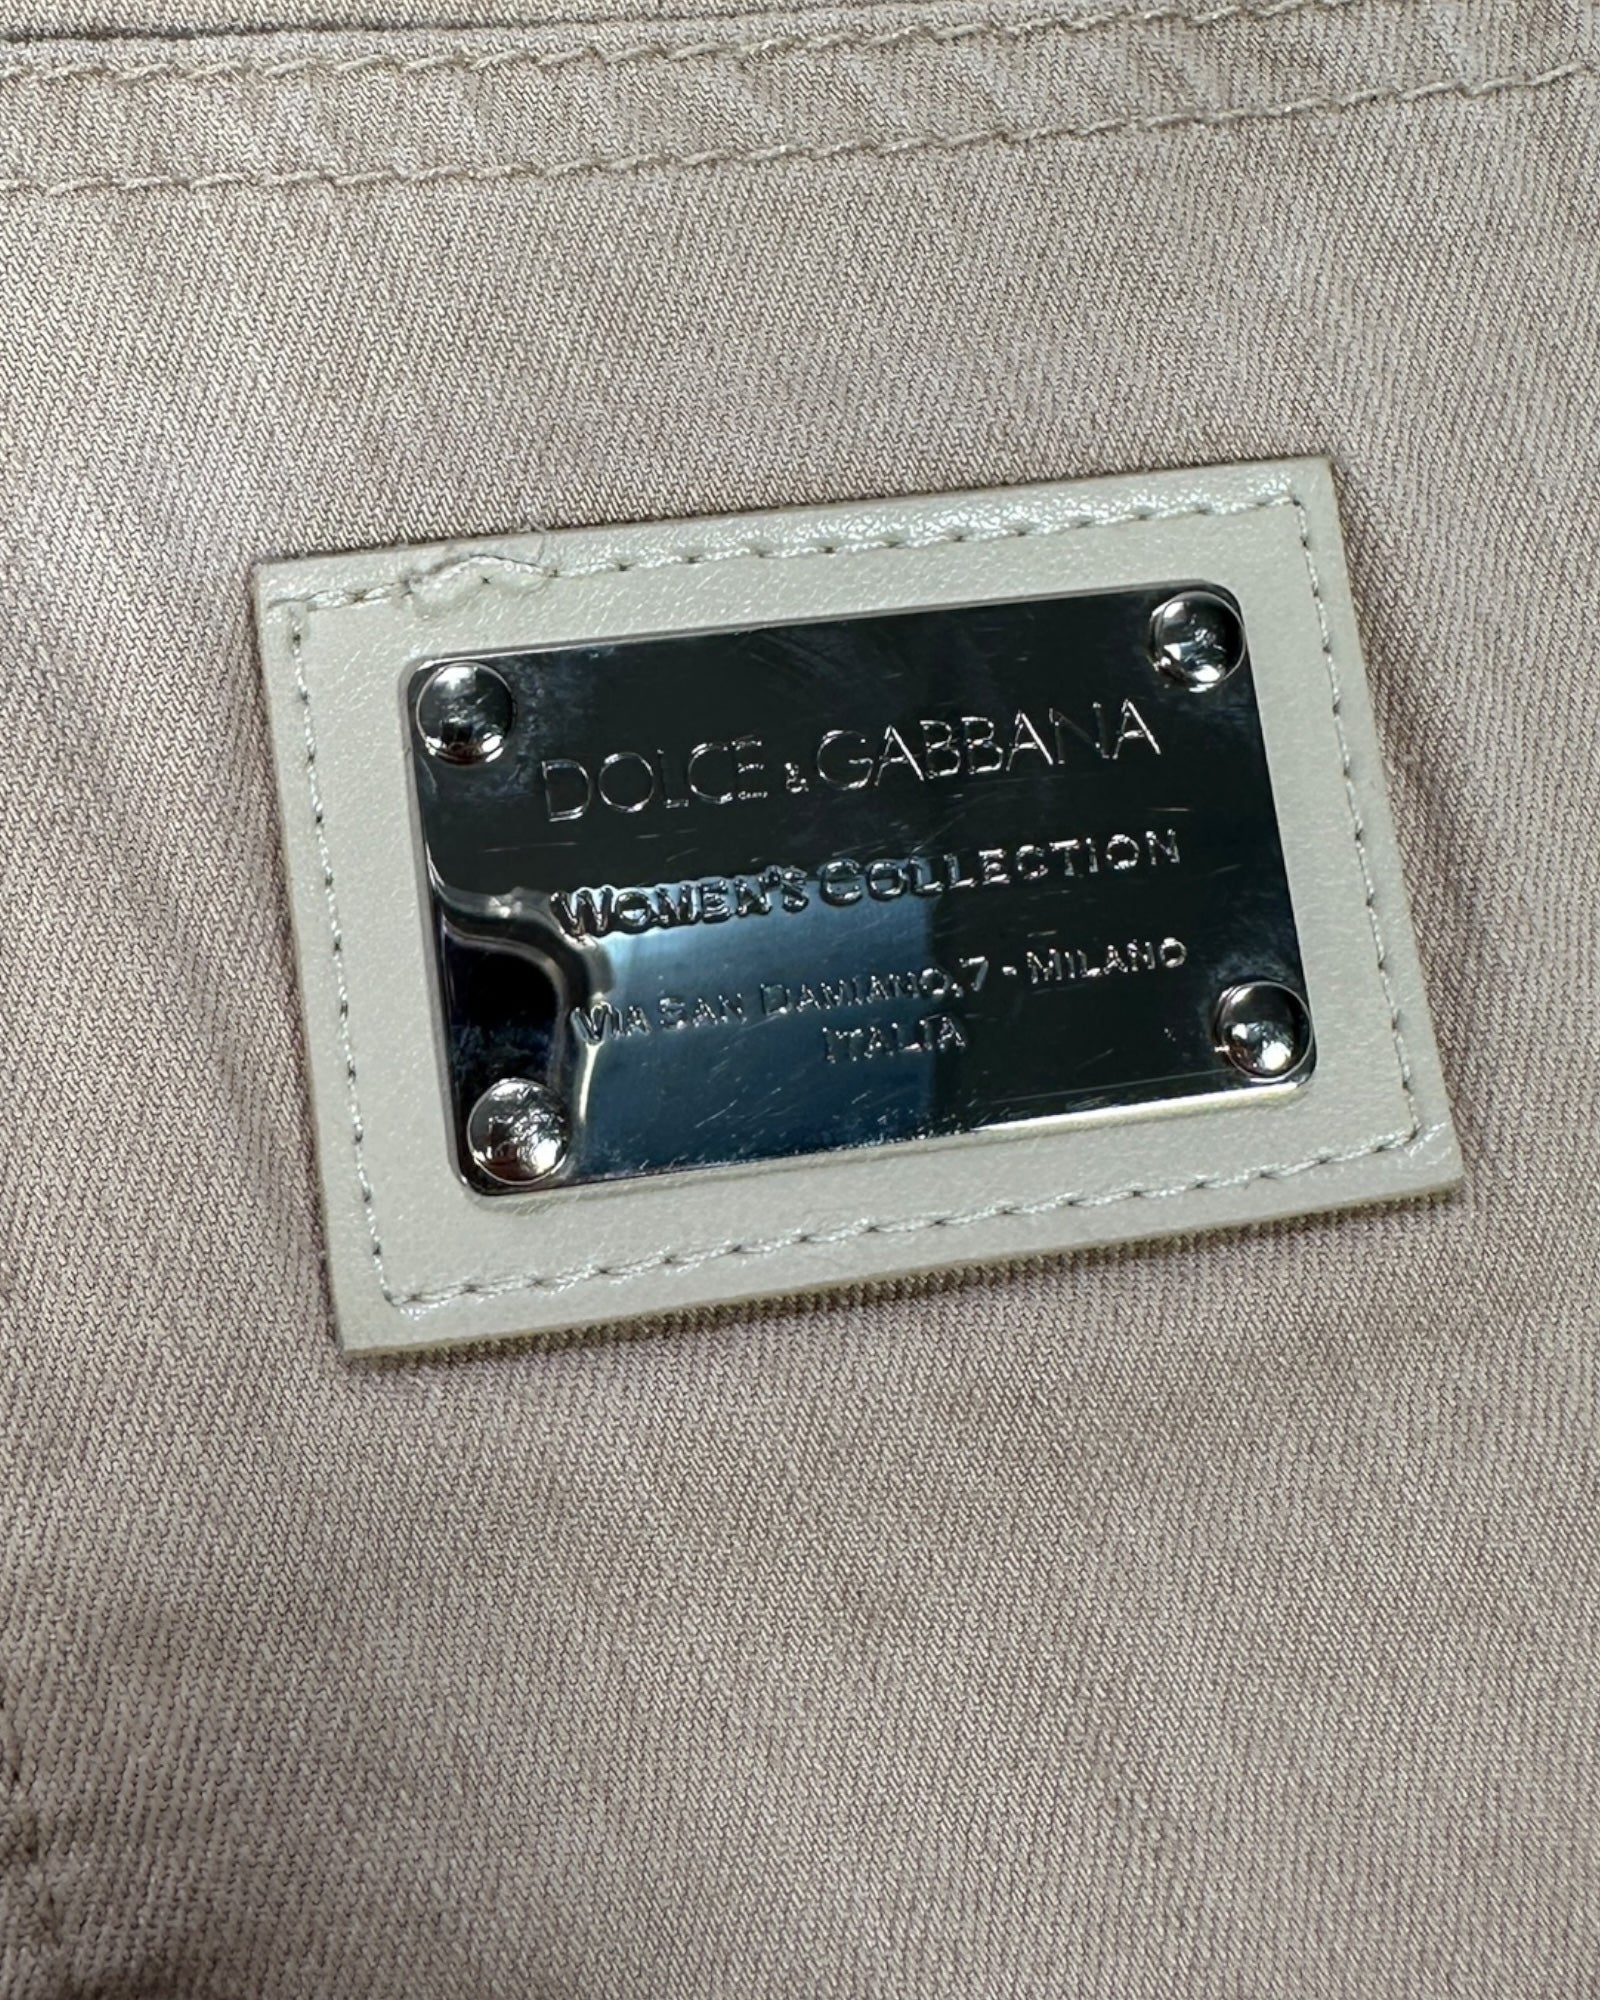 DOLCE & GABBANA
WOMEN'S COLLECTION
VIA SAN DAMIANO,7 - MILANO
ITALIA